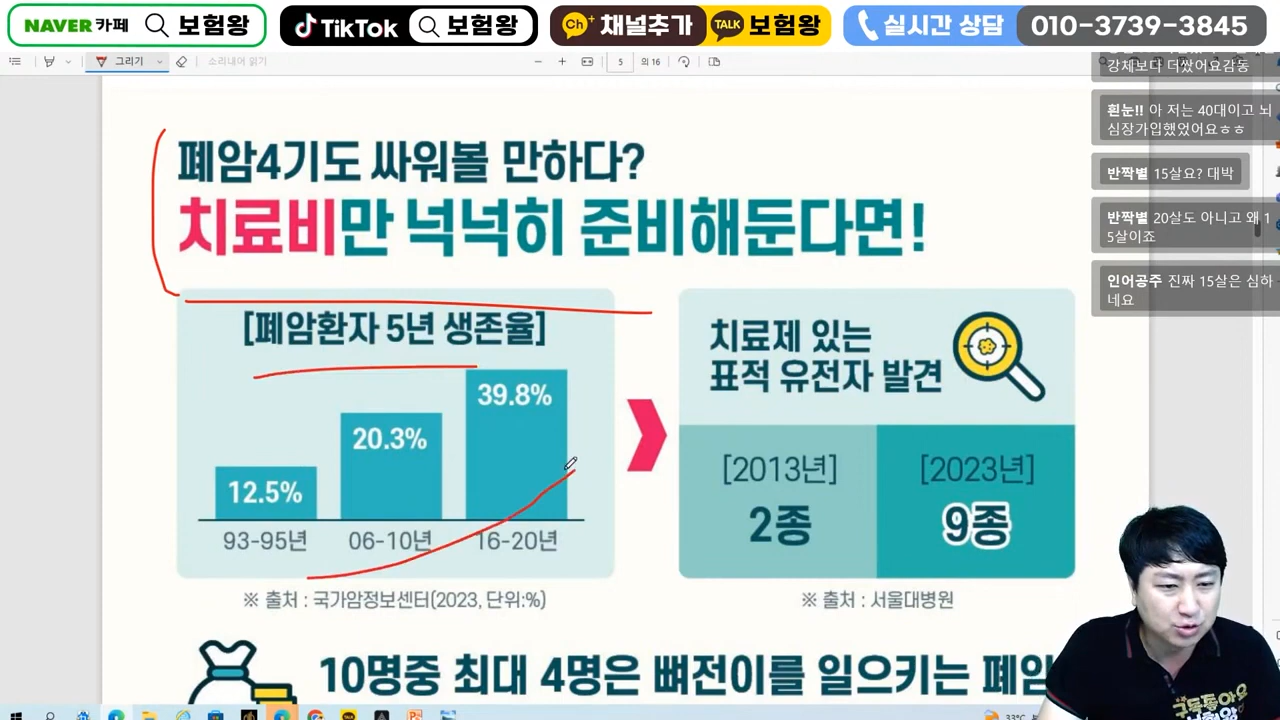 NAVER 카페 보험왕
TikTok 보험왕
Ch+ 채널추가 TALK 보험왕
실시간 상담 010-3739-3845
그리기
소리내어 읽기
5 의 16
강체보다 더쌌어요감동
흰눈!! 아 저는 40대이고 뇌
심장가입했었어요ㅎㅎ
반짝별 15살요? 대박
반짝별 20살도 아니고 왜 1
5살이죠
인어공주 진짜 15살은 심하
네요
폐암4기도 싸워볼 만하다?
치료비만 넉넉히 준비해둔다면!
[폐암환자 5년 생존율]
12.5%
20.3%
39.8%
93-95년
06-10년
16-20년
※ 출처 : 국가암정보센터(2023, 단위:%)
치료제 있는
표적 유전자 발견
[2013년]
2종
[2023년]
9종
※ 출처 : 서울대병원
10명중 최대 4명은 뼈전이를 일으키는 폐암
33°C